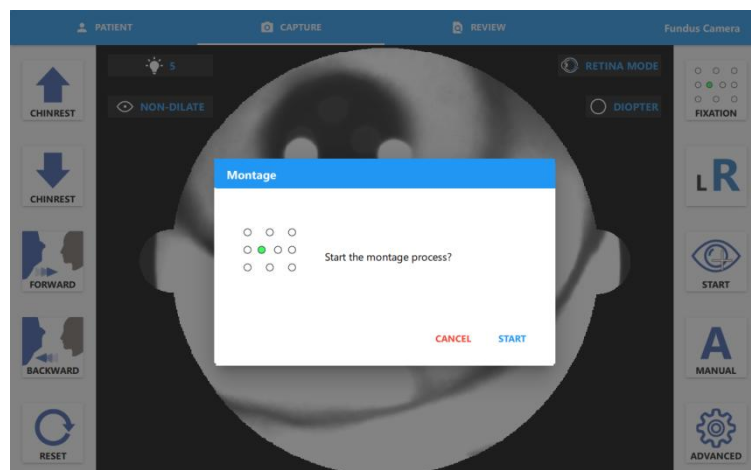 PATIENT
CAPTURE
REVIEW
Fundus Camera
5
RETINA MODE
NON-DILATE
DIOPTER
CHINREST
CHINREST
FORWARD
BACKWARD
RESET
Montage
Start the montage process?
CANCEL
START
FIXATION
L R
START
A
MANUAL
ADVANCED